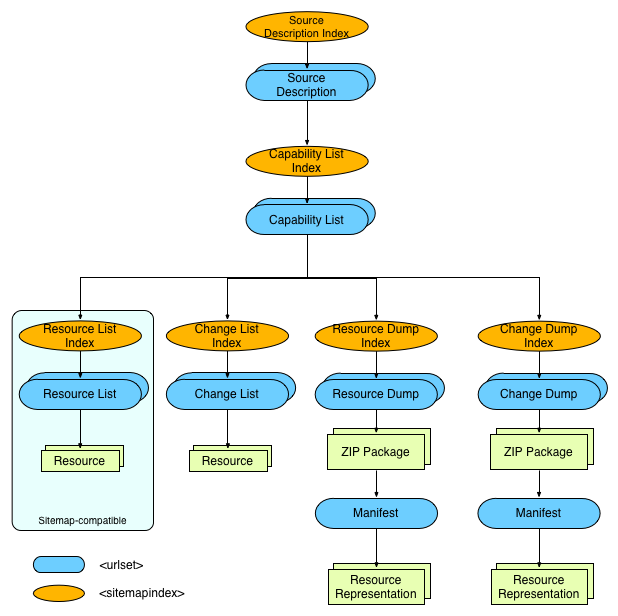 Source
Description Index
Source
Description
Capability List
Index
Capability List
Resource List
Index
Change List
Index
Resource Dump
Index
Change Dump
Index
Resource List
Change List
Resource Dump
Change Dump
Resource
Resource
ZIP Package
ZIP Package
Manifest
Manifest
Sitemap-compatible
<urlset>
<sitemapindex>
Resource
Representation
Resource
Representation